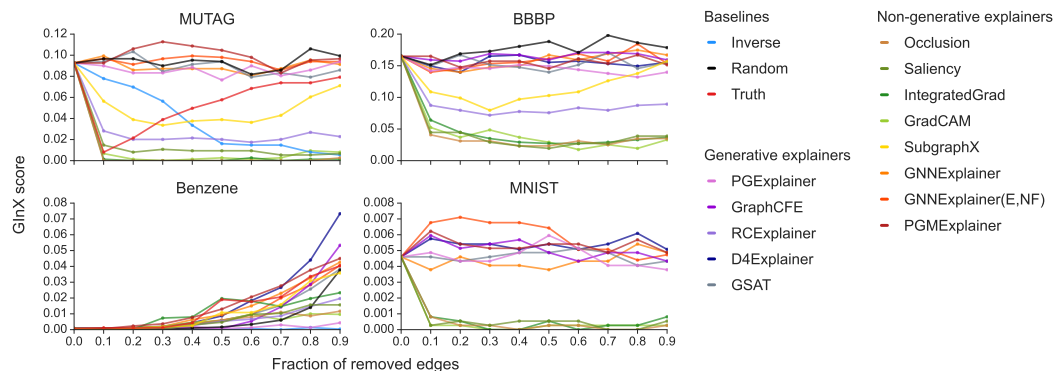 MUTAG
BBBP
0.12
0.10
0.08
0.06
0.04
0.02
0.00
0.20
0.15
0.10
0.05
0.00
Benzene
MNIST
0.08
0.07
0.06
0.05
0.04
0.03
0.02
0.01
0.00
0.0 0.1 0.2 0.3 0.4 0.5 0.6 0.7 0.8 0.9
0.008
0.007
0.006
0.005
0.004
0.003
0.002
0.001
0.000
0.0 0.1 0.2 0.3 0.4 0.5 0.6 0.7 0.8 0.9
GInX score
Fraction of removed edges
Baselines
Inverse
Random
Truth
Generative explainers
PGExplainer
GraphCFE
RCExplainer
D4Explainer
GSAT
Non-generative explainers
Occlusion
Saliency
IntegratedGrad
GradCAM
SubgraphX
GNNExplainer
GNNExplainer(E,NF)
PGMExplainer